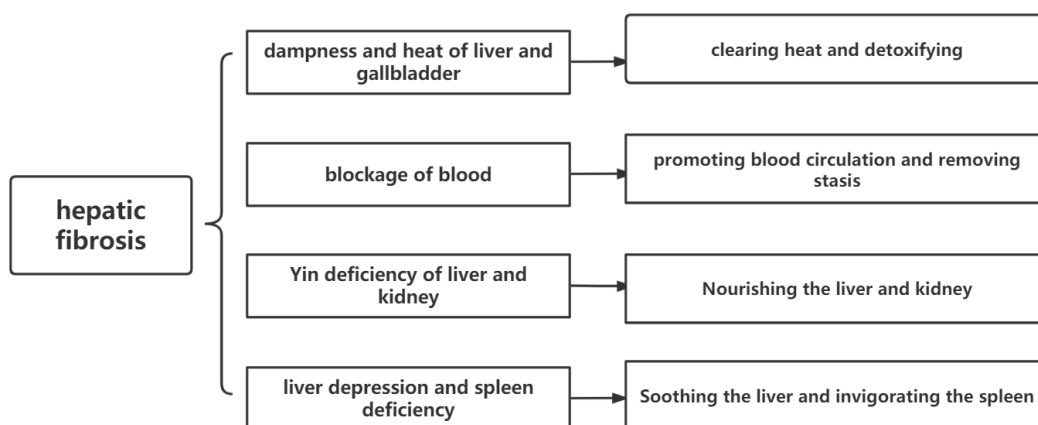 hepatic
fibrosis
dampness and heat of liver and
gallbladder
clearing heat and detoxifying
blockage of blood
promoting blood circulation and removing
stasis
Yin deficiency of liver and
kidney
Nourishing the liver and kidney
liver depression and spleen
deficiency
Soothing the liver and invigorating the spleen